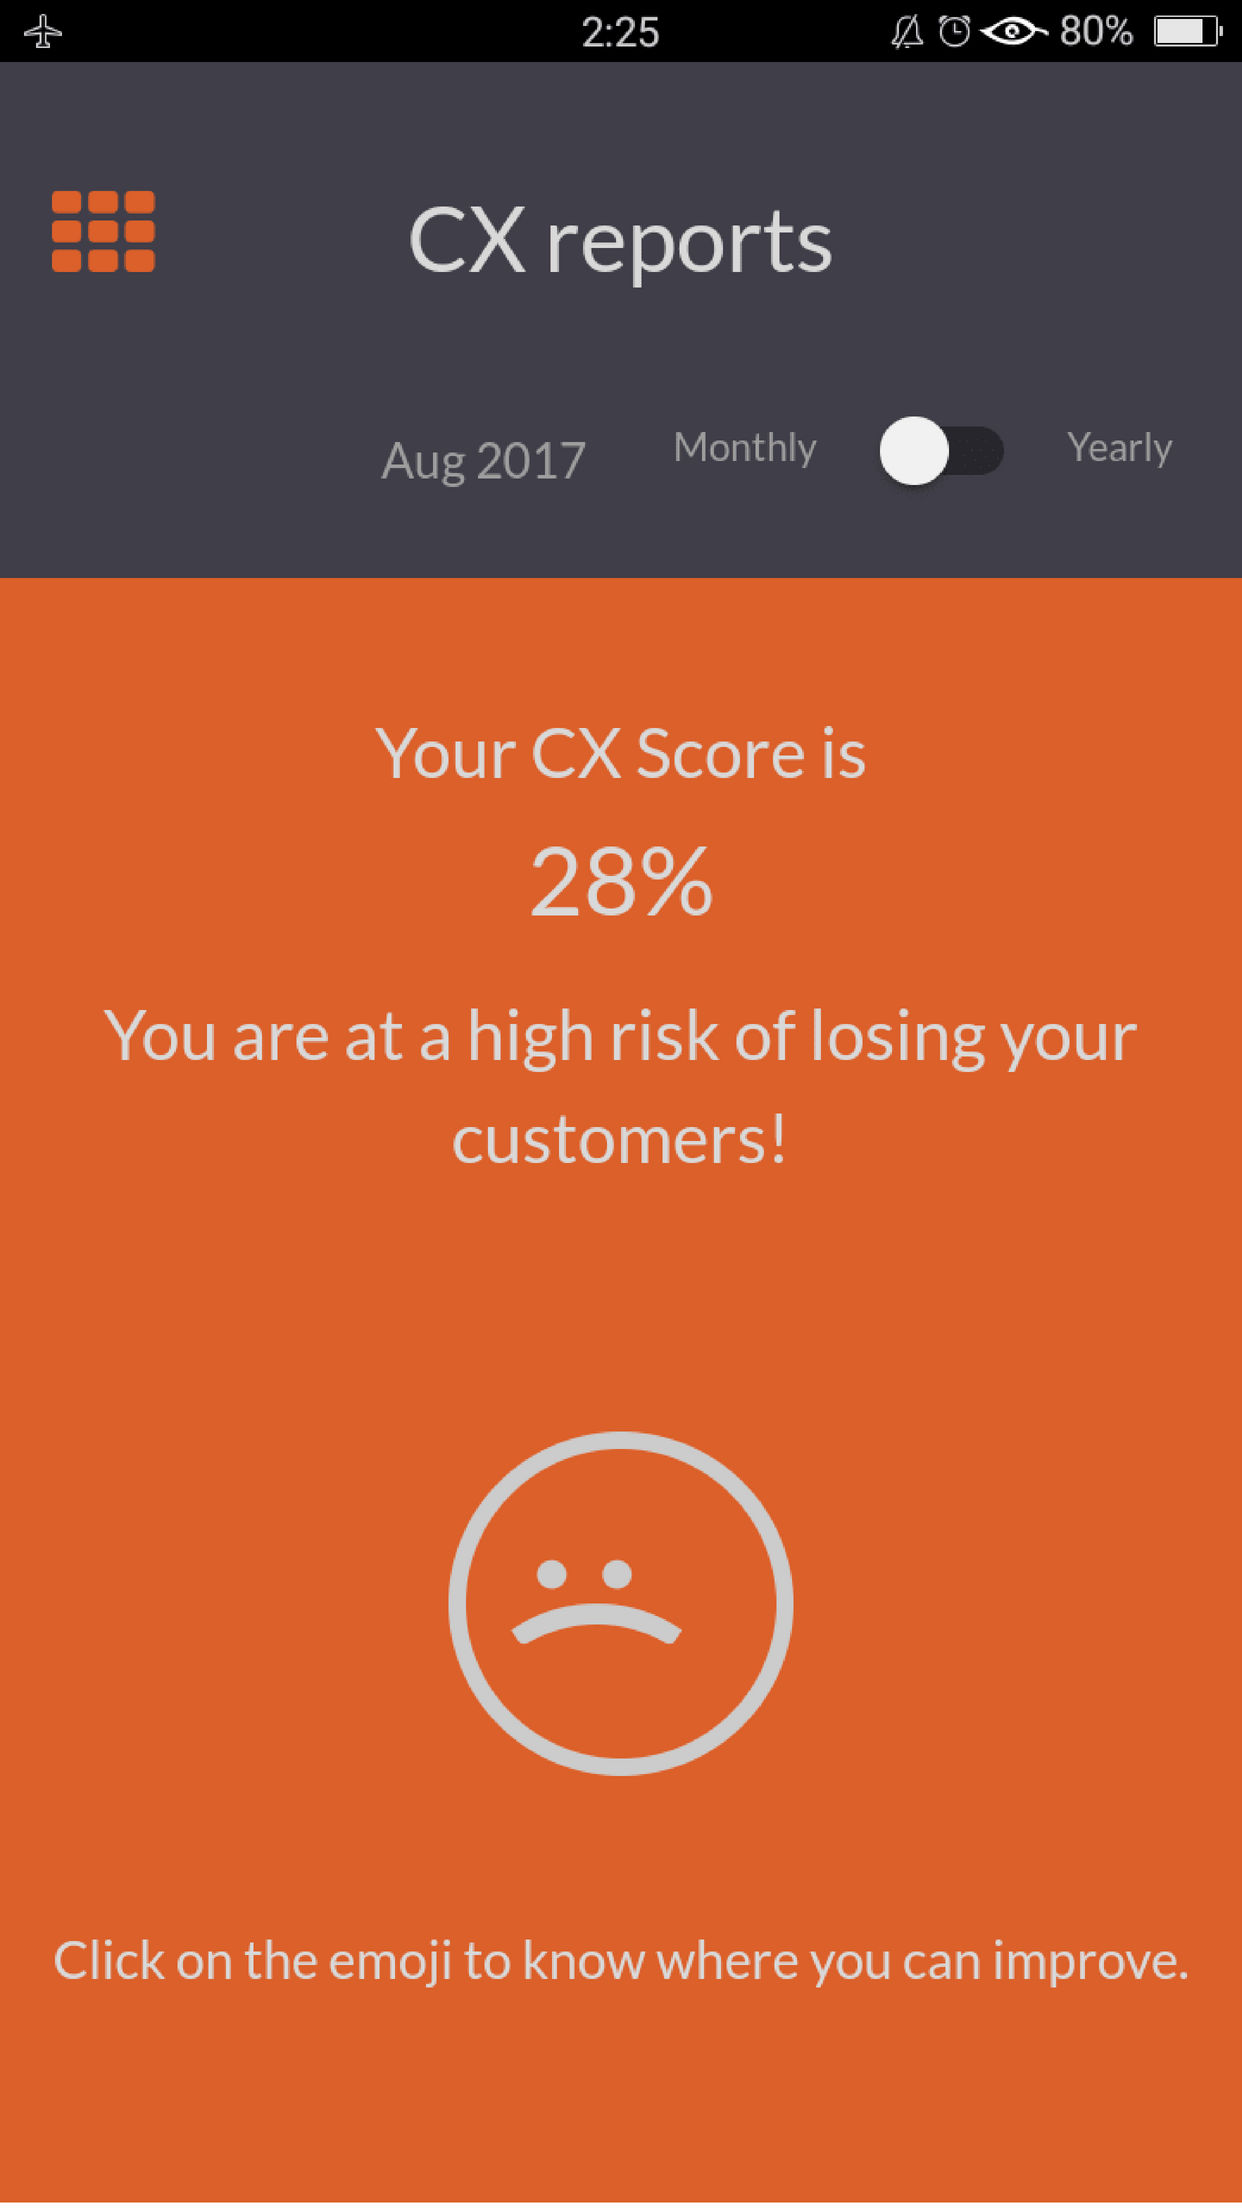 2:25
80%
CX reports
Aug 2017
Monthly
Yearly
Your CX Score is
28%
You are at a high risk of losing your
customers!
Click on the emoji to know where you can improve.